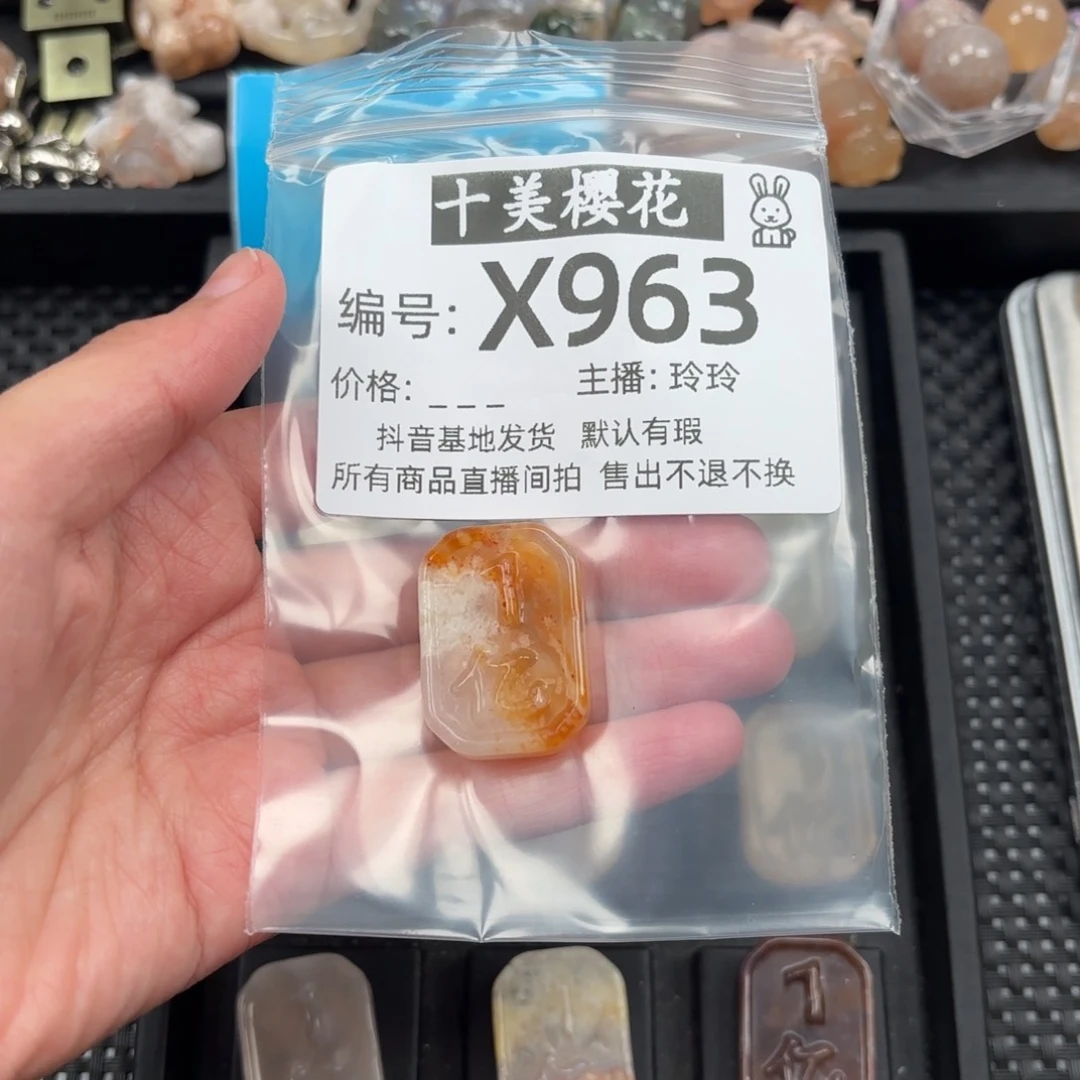 十美樱花
编号: X963
价格: _ _ _ 主播: 玲玲
抖音基地发货 默认有瑕
所有商品直播间拍 售出不退不换
1
亿
1
亿